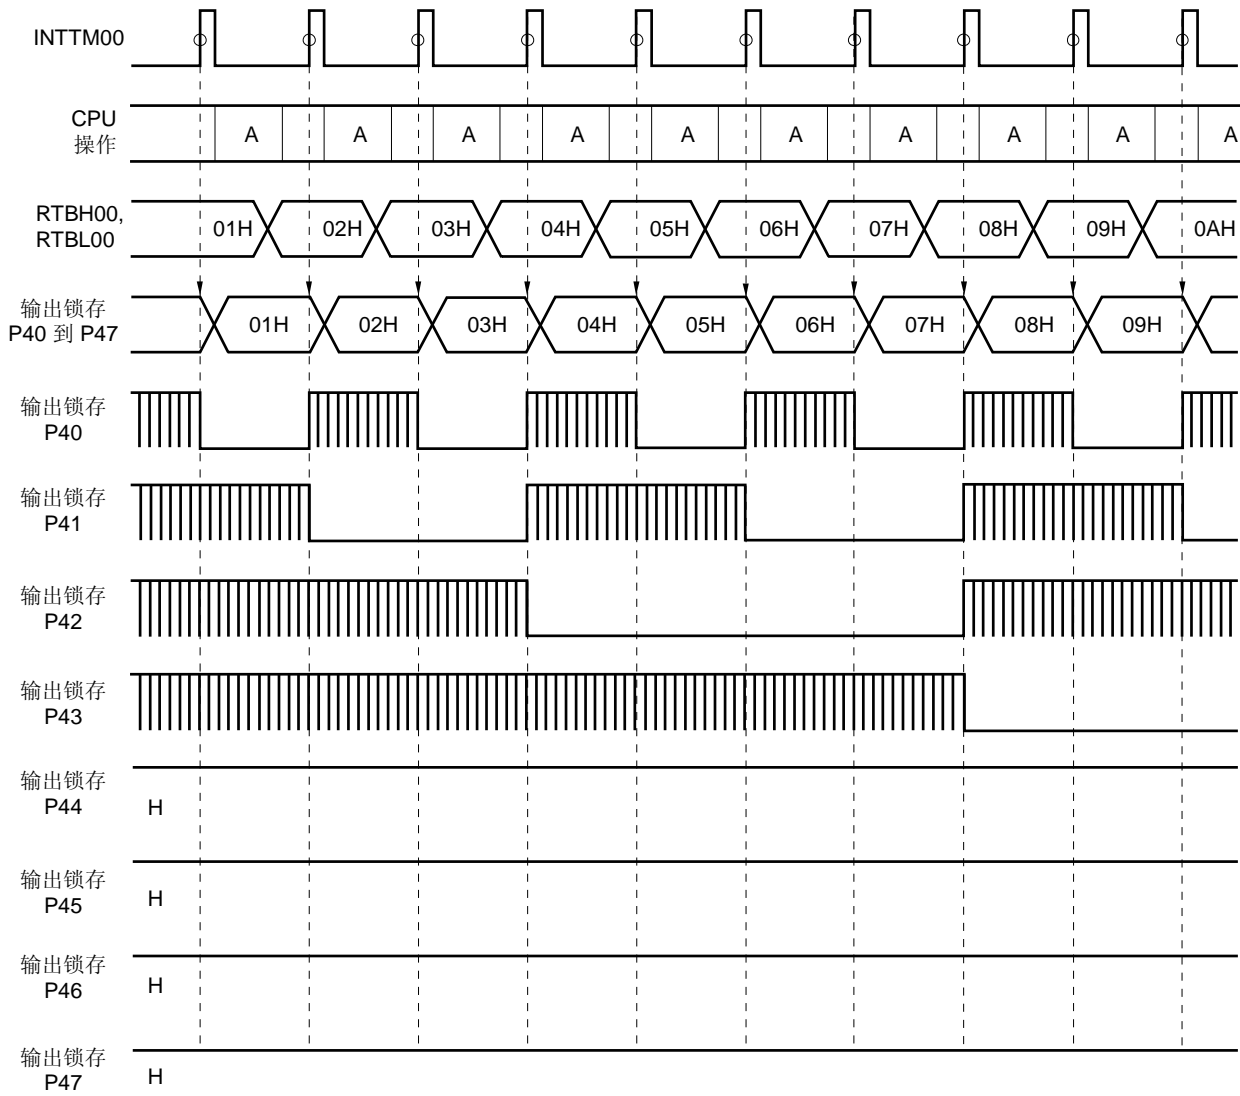 INTTM00
CPU
操作
A A A A A A A A A A
RTBH00,
RTBL00
01H 02H 03H 04H 05H 06H 07H 08H 09H 0AH
输出锁存
P40 到 P47
01H 02H 03H 04H 05H 06H 07H 08H 09H
输出锁存
P40
输出锁存
P41
输出锁存
P42
输出锁存
P43
输出锁存
P44
H
输出锁存
P45
H
输出锁存
P46
H
输出锁存
P47
H